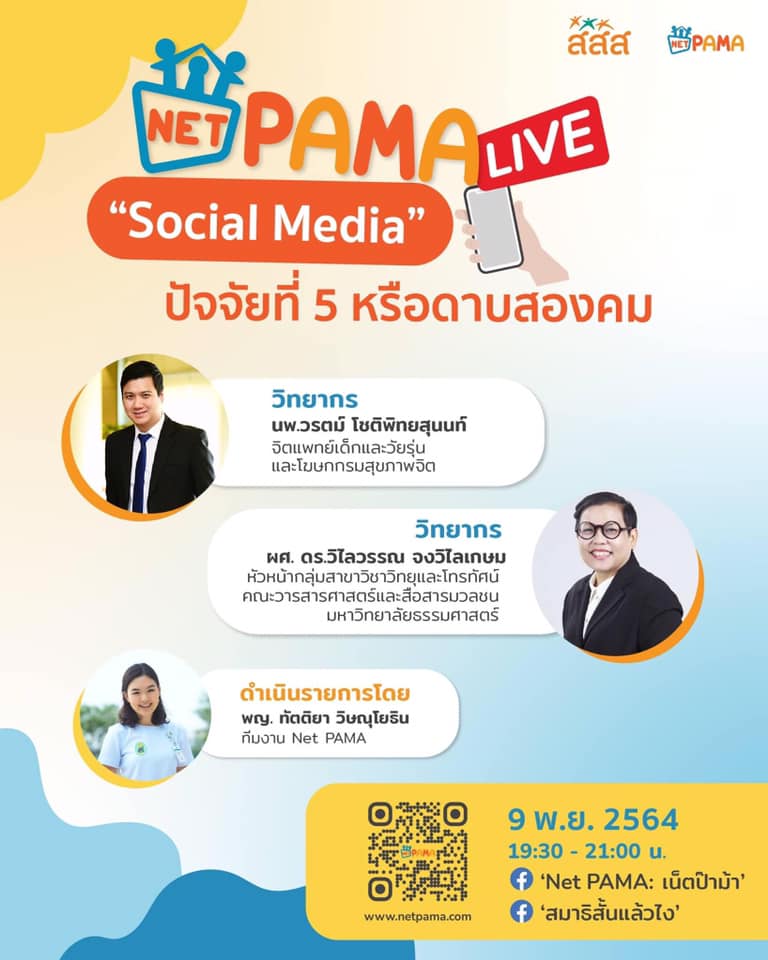 สสส
NET PAMA
NET PAMA LIVE
“Social Media”
ปัจจัยที่ 5 หรือดาบสองคม
วิทยากร
นพ.วรตม์ โชติพิทยสุนนท์
จิตแพทย์เด็กและวัยรุ่น
และโฆษกกรมสุขภาพจิต
วิทยากร
ผศ. ดร.วิไลวรรณ จงวิไลเกษม
หัวหน้ากลุ่มสาขาวิชาวิทยุและโทรทัศน์
คณะวารสารศาสตร์และสื่อสารมวลชน
มหาวิทยาลัยธรรมศาสตร์
ดำเนินรายการโดย
พญ. ทัตติยา วิษณุโยธิน
ทีมงาน Net PAMA
PAMA
www.netpama.com
9 พ.ย. 2564
19:30 - 21:00 น.
‘Net PAMA: เน็ตป๊าม้า’
‘สมาธิสั้นแล้วไง’